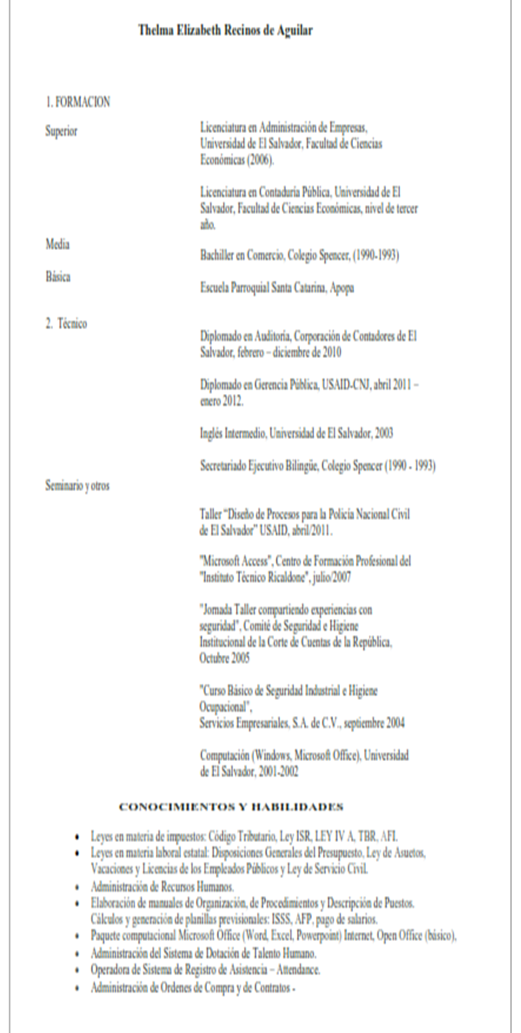 Thelma Elizabeth Recinos de Aguilar
1. FORMACION
Superior
Licenciatura en Administración de Empresas,
Universidad de El Salvador, Facultad de Ciencias
Económicas (2006).
Licenciatura en Contaduría Pública, Universidad de El
Salvador, Facultad de Ciencias Económicas, nivel de tercer
año.
Media
Bachiller en Comercio, Colegio Spencer, (1990-1993)
Básica
Escuela Parroquial Santa Catarina, Apopa
2. Técnico
Diplomado en Auditoría, Corporación de Contadores de El
Salvador, febrero – diciembre de 2010
Diplomado en Gerencia Pública, USAID-CNJ, abril 2011 –
enero 2012.
Inglés Intermedio, Universidad de El Salvador, 2003
Secretariado Ejecutivo Bilingüe, Colegio Spencer (1990 - 1993)
Seminario y otros
Taller "Diseño de Procesos para la Policía Nacional Civil
de El Salvador" USAID, abril/2011.
"Microsoft Access", Centro de Formación Profesional del
"Instituto Técnico Ricaldone", julio/2007
"Jornada Taller compartiendo experiencias con
seguridad", Comité de Seguridad e Higiene
Institucional de la Corte de Cuentas de la República,
Octubre 2005
"Curso Básico de Seguridad Industrial e Higiene
Ocupacional",
Servicios Empresariales, S.A. de C.V., septiembre 2004
Computación (Windows, Microsoft Office), Universidad
de El Salvador, 2001-2002
CONOCIMIENTOS Y HABILIDADES
• Leyes en materia de impuestos: Código Tributario, Ley ISR, LEY IV A, TBR, AFI.
• Leyes en materia laboral estatal: Disposiciones Generales del Presupuesto, Ley de Asuetos,
Vacaciones y Licencias de los Empleados Públicos y Ley de Servicio Civil.
• Administración de Recursos Humanos.
• Elaboración de manuales de Organización, de Procedimientos y Descripción de Puestos.
Cálculos y generación de planillas previsionales: ISSS, AFP, pago de salarios.
• Paquete computacional Microsoft Office (Word, Excel, Powerpoint) Internet, Open Office (básico),
• Administración del Sistema de Dotación de Talento Humano.
• Operadora de Sistema de Registro de Asistencia – Attendance.
• Administración de Ordenes de Compra y de Contratos -